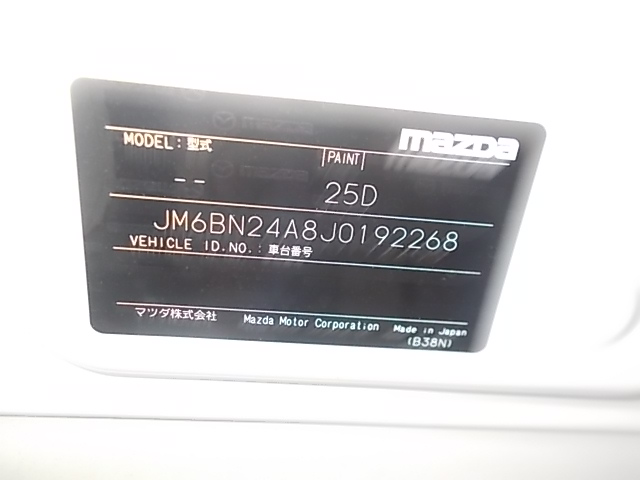 mazda
MODEL：型式
PAINT
-- 25D
JM6BN24A8J0192268
VEHICLE ID.NO.：車台番号
マツダ株式会社 Mazda Motor Corporation Made in Japan
(B38N)